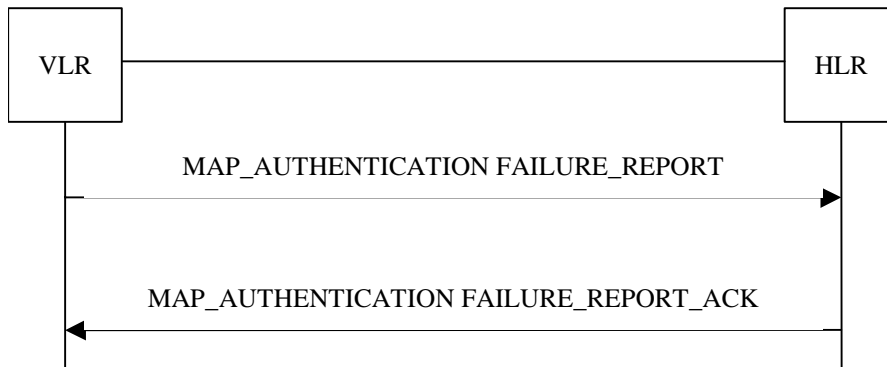 VLR
HLR
MAP_AUTHENTICATION FAILURE_REPORT
MAP_AUTHENTICATION FAILURE_REPORT_ACK